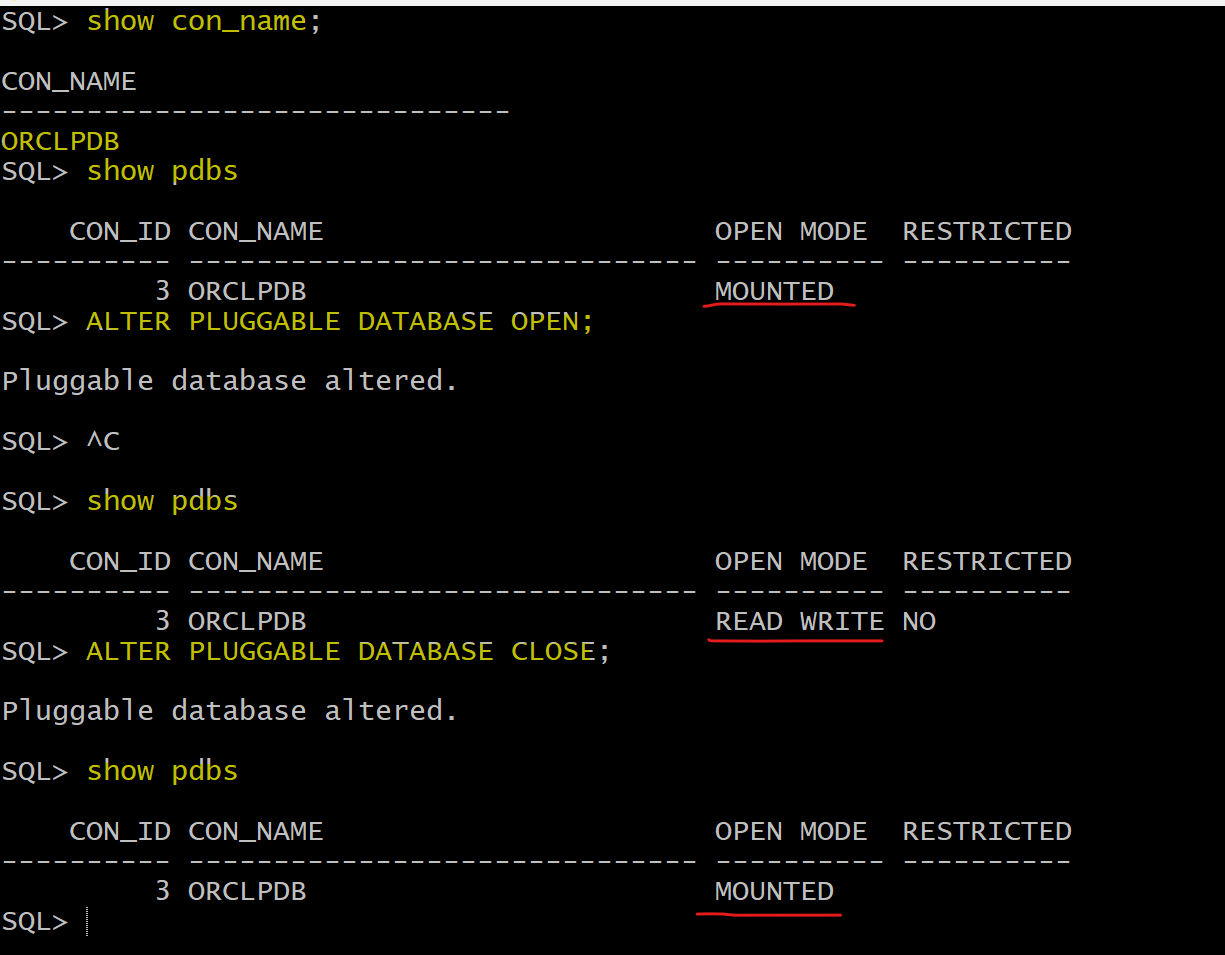 SQL> show con_name;
CON_NAME
------------------------------
ORCLPDB
SQL> show pdbs
CON_ID CON_NAME OPEN MODE RESTRICTED
---------- ------------------------------ ---------- ----------
3 ORCLPDB MOUNTED
SQL> ALTER PLUGGABLE DATABASE OPEN;
Pluggable database altered.
SQL> ^C
SQL> show pdbs
CON_ID CON_NAME OPEN MODE RESTRICTED
---------- ------------------------------ ---------- ----------
3 ORCLPDB READ WRITE NO
SQL> ALTER PLUGGABLE DATABASE CLOSE;
Pluggable database altered.
SQL> show pdbs
CON_ID CON_NAME OPEN MODE RESTRICTED
---------- ------------------------------ ---------- ----------
3 ORCLPDB MOUNTED
SQL>